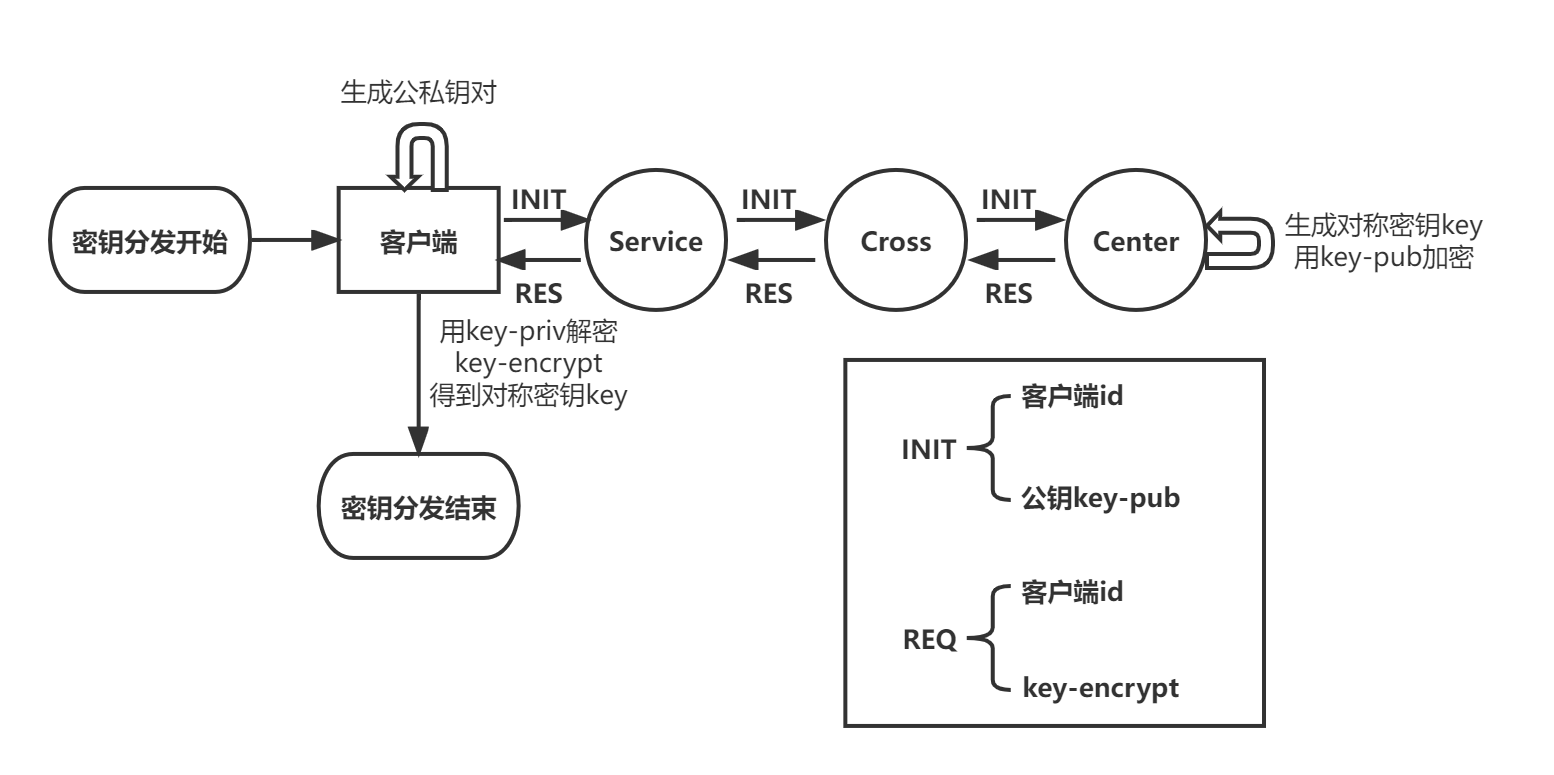 生成公私钥对
密钥分发开始
客户端
INIT
RES
Service
INIT
RES
Cross
INIT
RES
Center
生成对称密钥key
用key-pub加密
用key-priv解密
key-encrypt
得到对称密钥key
密钥分发结束
INIT
客户端id
公钥key-pub
REQ
客户端id
key-encrypt